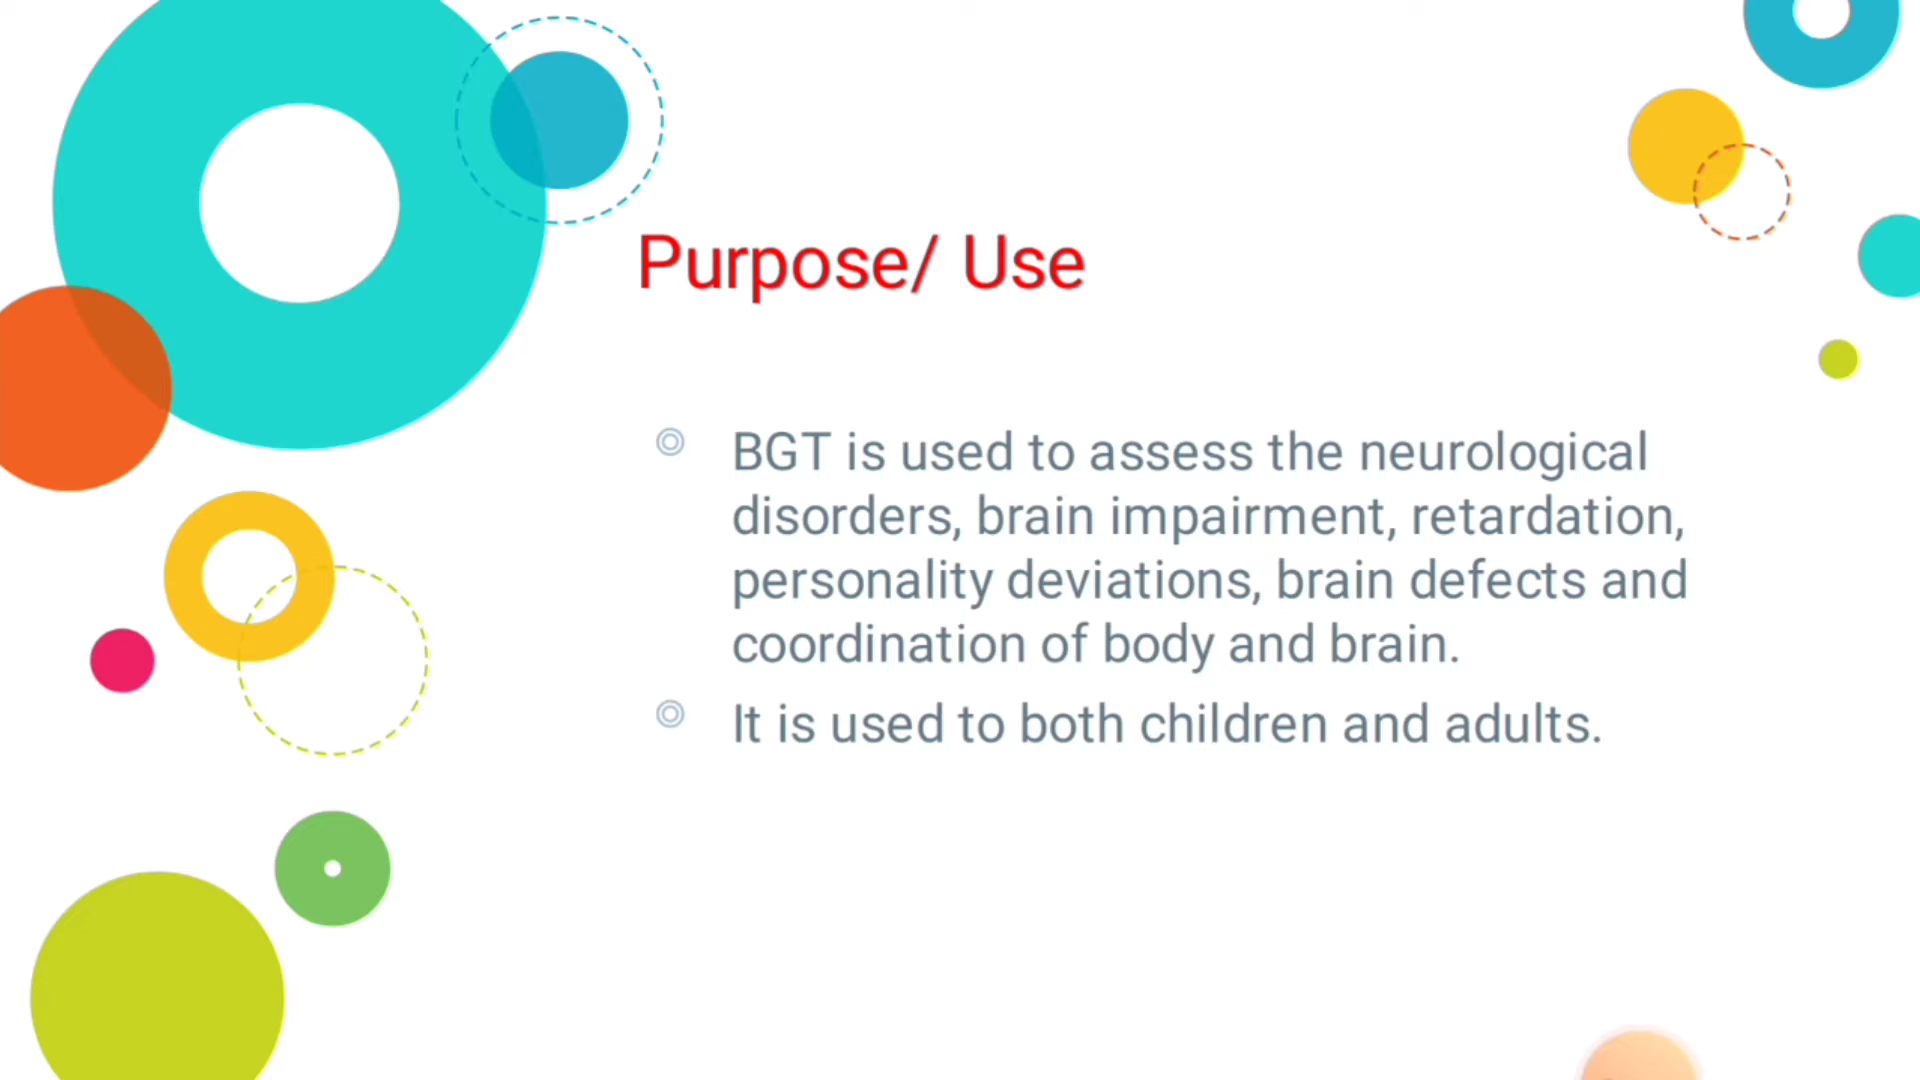 Purpose/ Use
BGT is used to assess the neurological
disorders, brain impairment, retardation,
personality deviations, brain defects and
coordination of body and brain.
It is used to both children and adults.